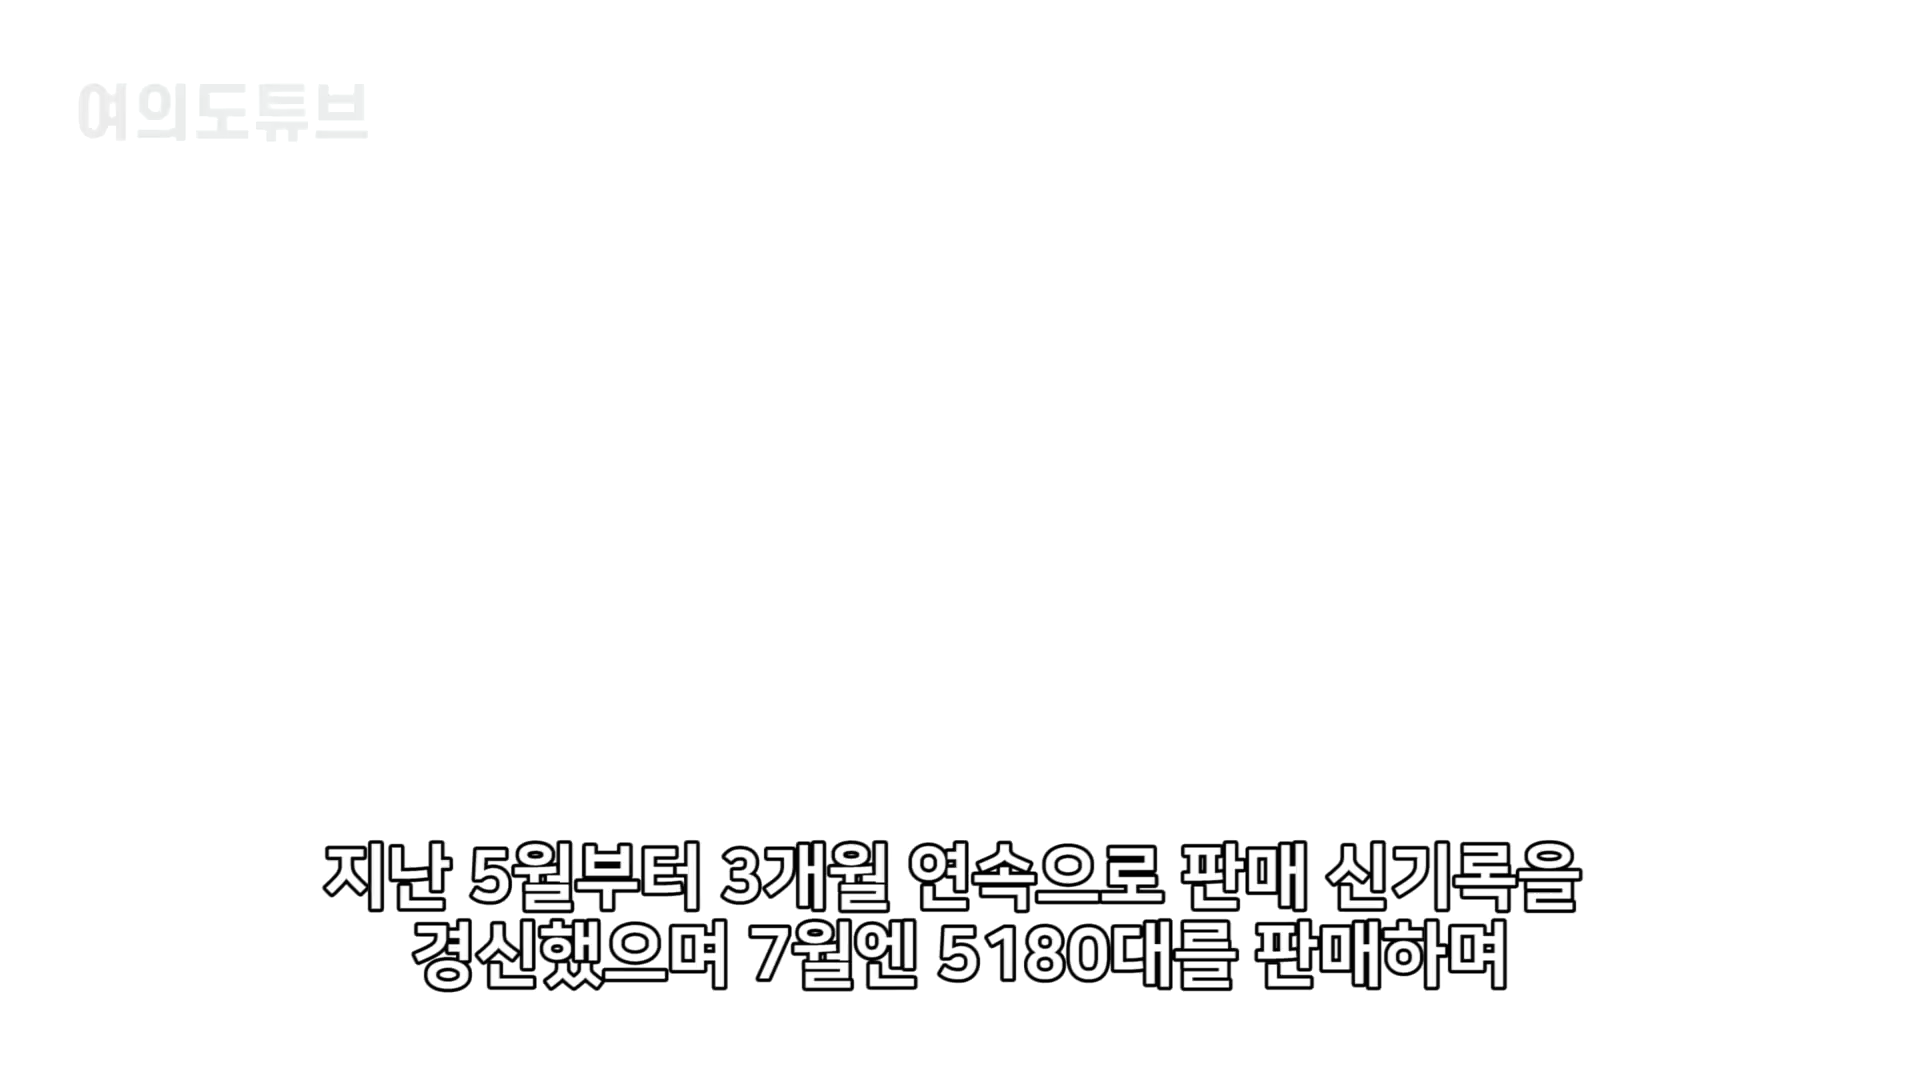 여의도튜브
지난 5월부터 3개월 연속으로 판매 신기록을
경신했으며 7월엔 5180대를 판매하며